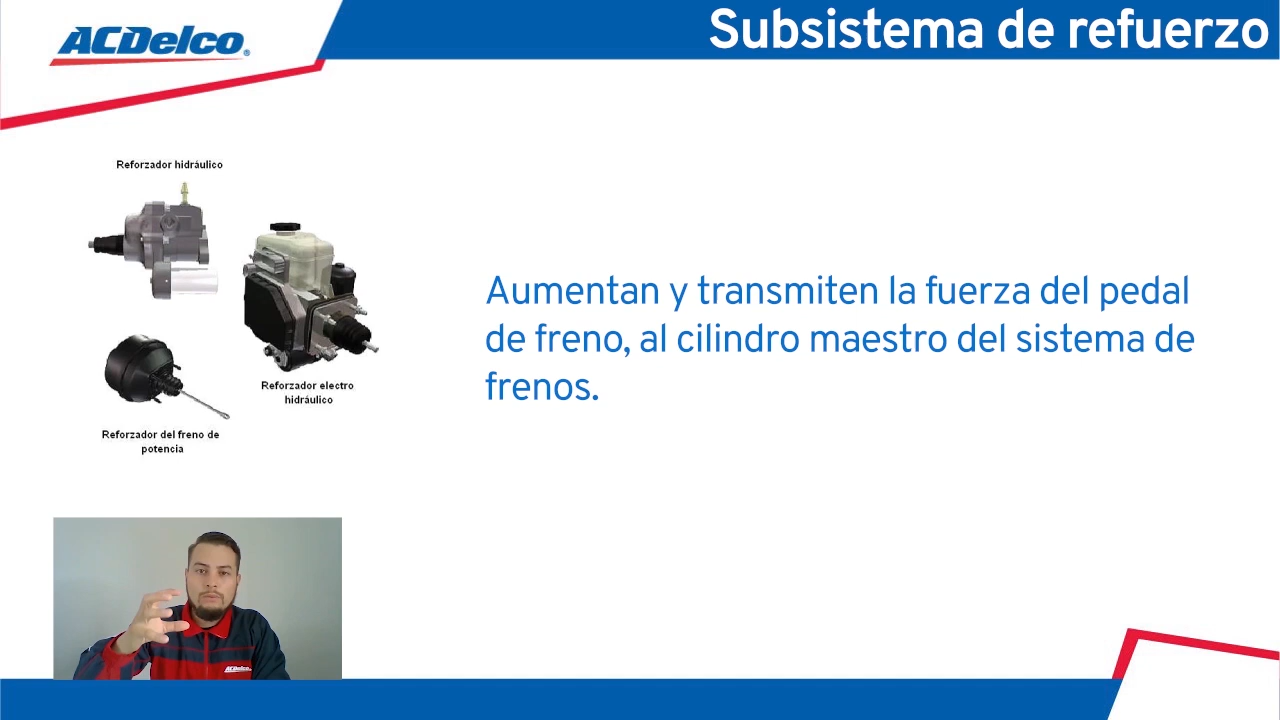 ACDelco®
Subsistema de refuerzo
Reforzador hidráulico
Reforzador electro
hidráulico
Reforzador del freno de
potencia
Aumentan y transmiten la fuerza del pedal
de freno, al cilindro maestro del sistema de
frenos.
ACDelco